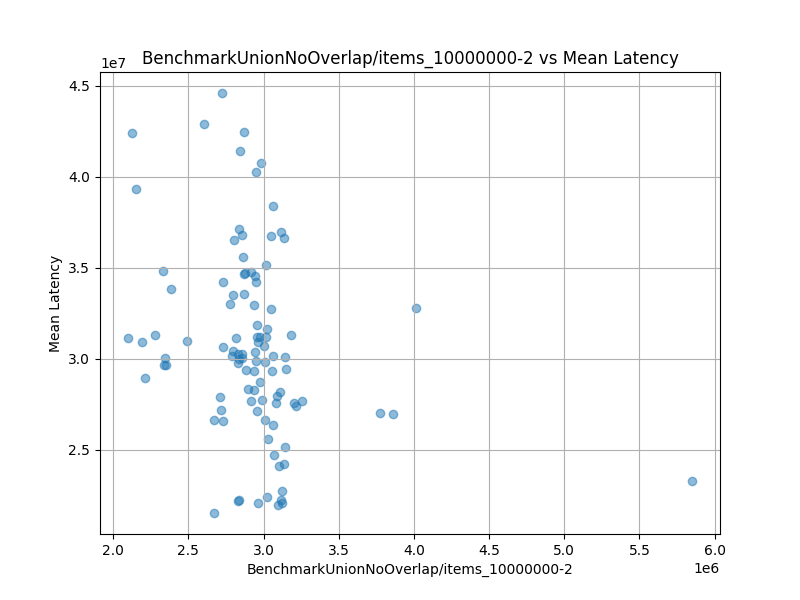 BenchmarkUnionNoOverlap/items_10000000-2 vs Mean Latency
1e7
4.5
4.0
3.5
3.0
2.5
Mean Latency
2.0 2.5 3.0 3.5 4.0 4.5 5.0 5.5 6.0
BenchmarkUnionNoOverlap/items_10000000-2
1e6